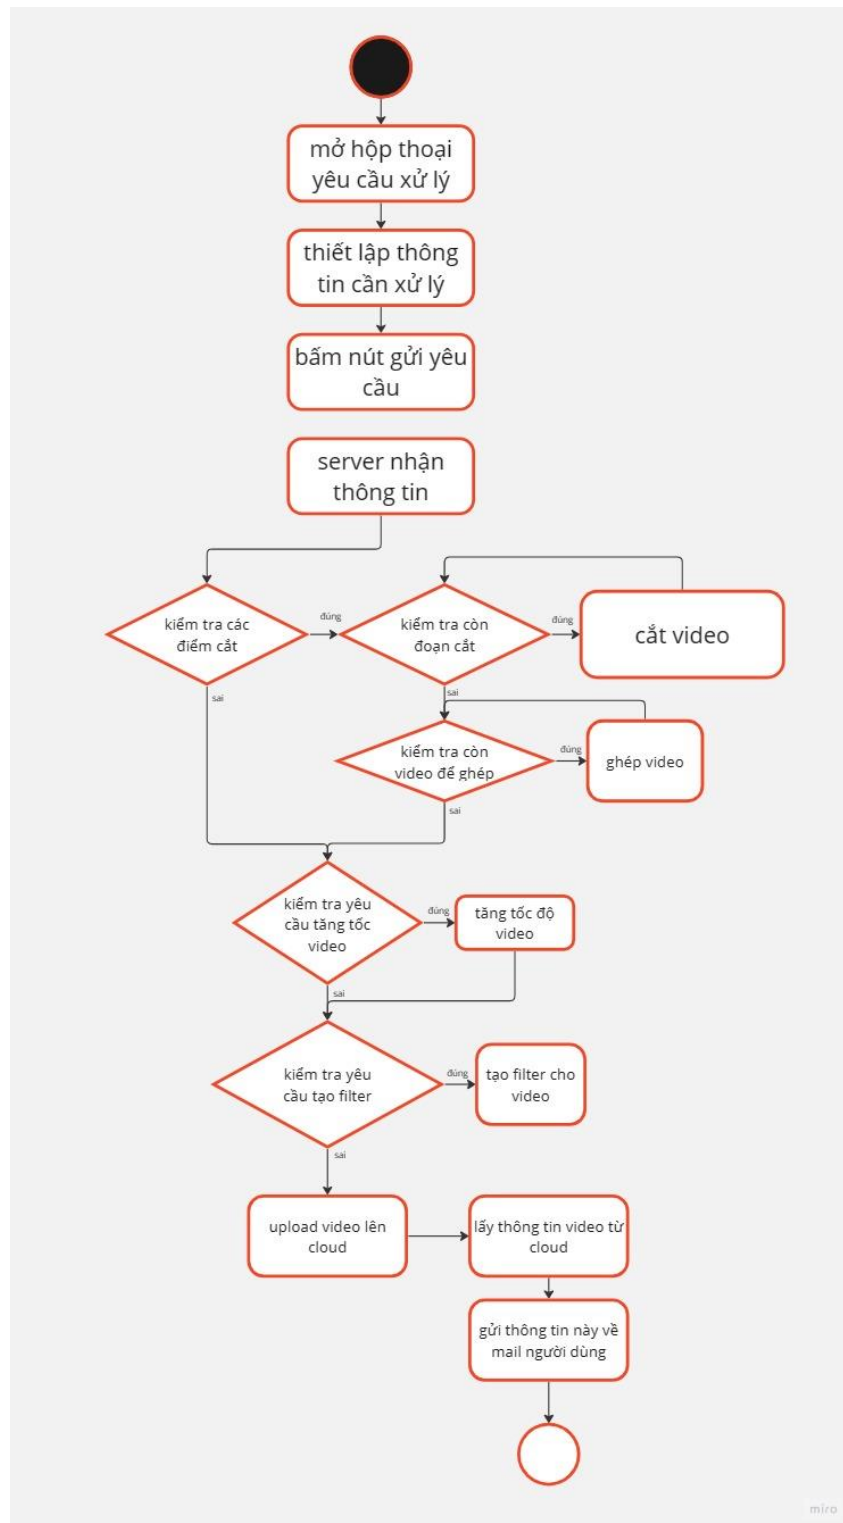 mở hộp thoại
yêu cầu xử lý
thiết lập thông
tin cần xử lý
bấm nút gửi yêu
cầu
server nhận
thông tin
kiểm tra các
điểm cắt
đúng
sai
kiểm tra còn
đoạn cắt
đúng
sai
cắt video
kiểm tra còn
video để ghép
đúng
sai
ghép video
kiểm tra yêu
cầu tăng tốc
video
đúng
sai
tăng tốc độ
video
kiểm tra yêu
cầu tạo filter
đúng
sai
tạo filter cho
video
upload video lên
cloud
lấy thông tin video từ
cloud
gửi thông tin này về
mail người dùng
miro